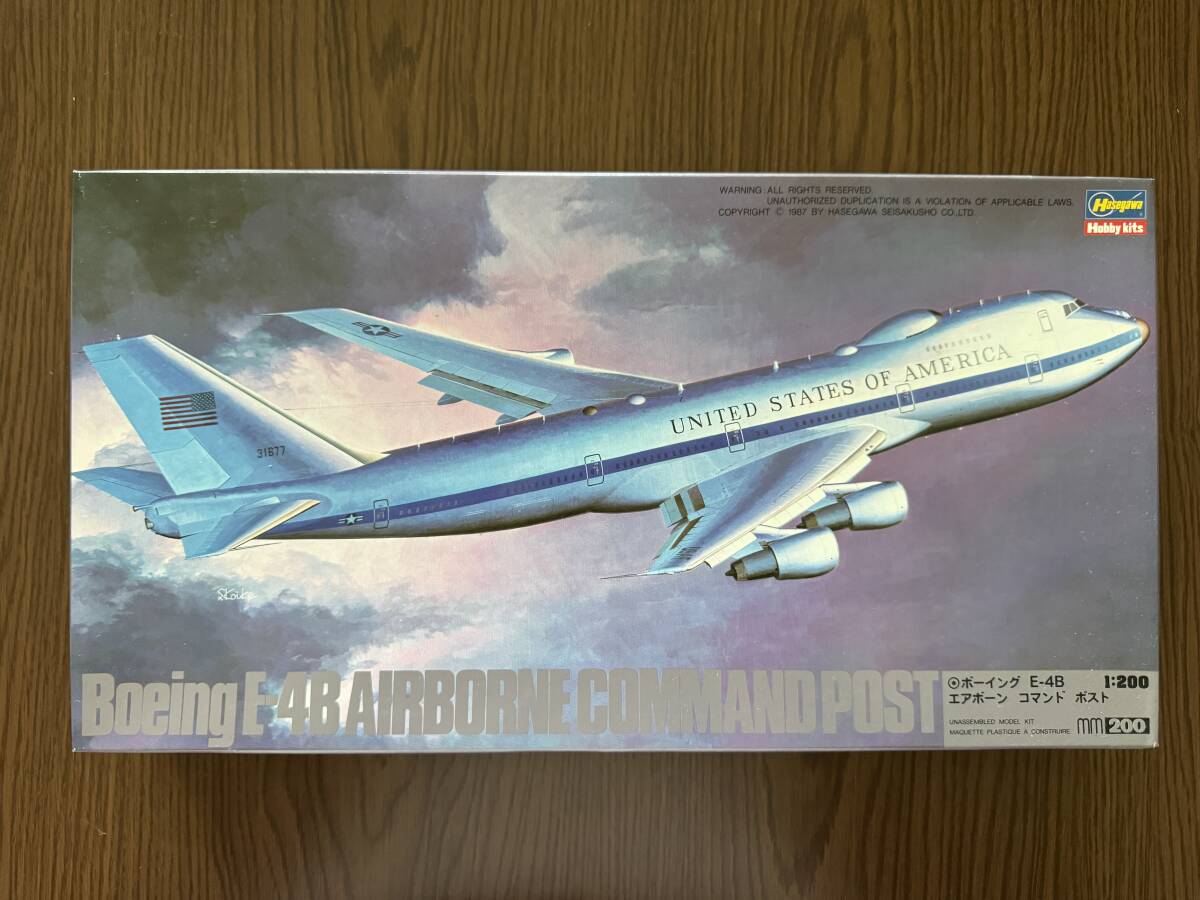 WARNING: ALL RIGHTS RESERVED.
UNAUTHORIZED DUPLICATION IS A VIOLATION OF APPLICABLE LAWS.
COPYRIGHT © 1987 BY HASEGAWA SEISAKUSHO CO., LTD.
Hasegawa
Hobby kits
UNITED STATES OF AMERICA
31677
S.Koike
Boeing E-4B AIRBORNE COMMAND POST
ボーイング E-4B 1:200
エアボーン コマンド ポスト
UNASSEMBLED MODEL KIT
MAQUETTE PLASTIQUE A CONSTRUIRE
mm 200